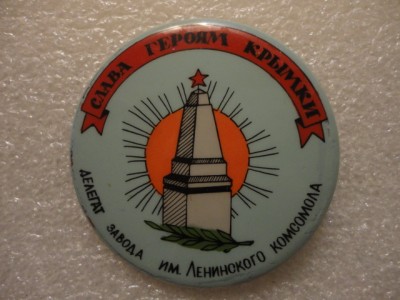 СЛАВА ГЕРОЯМ КРЫМКИ
ДЕЛЕГАТ ЗАВОДА ИМ. ЛЕНИНСКОГО КОМСОМОЛА